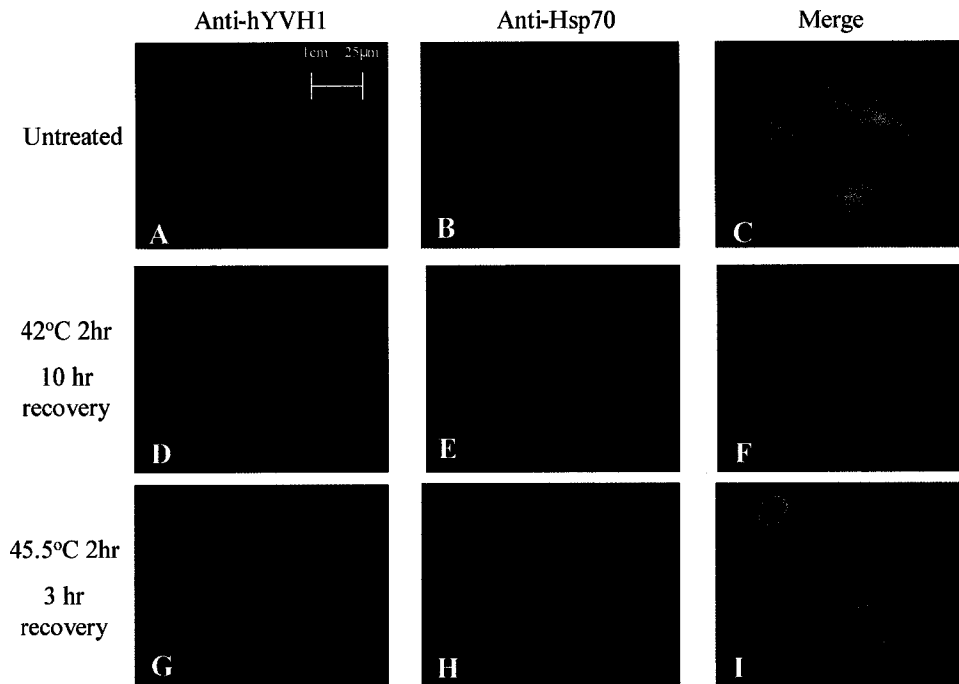 Anti-hYVH1 Anti-Hsp70 Merge
1cm 25µm
Untreated
A B C
42°C 2hr
10 hr
recovery
D E F
45.5°C 2hr
3 hr
recovery
G H I